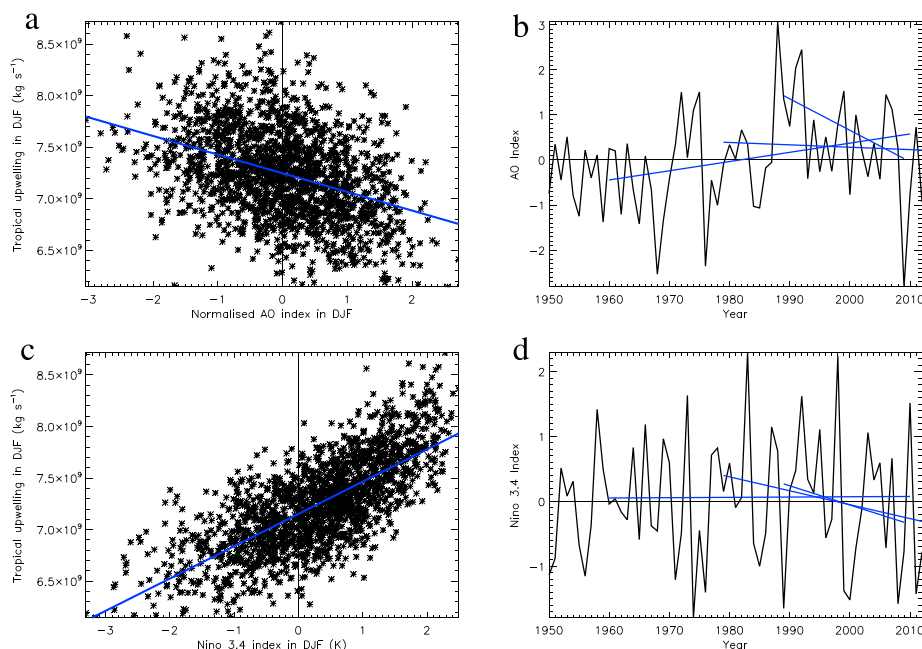 a
Tropical upwelling in DJF (kg s⁻¹)
8.5×10⁹
8.0×10⁹
7.5×10⁹
7.0×10⁹
6.5×10⁹
−3 −2 −1 0 1 2
Normalised AO index in DJF
b
AO Index
3
2
1
0
−1
−2
1950 1960 1970 1980 1990 2000 2010
Year
c
Tropical upwelling in DJF (kg s⁻¹)
8.5×10⁹
8.0×10⁹
7.5×10⁹
7.0×10⁹
6.5×10⁹
−3 −2 −1 0 1 2
Nino 3.4 index in DJF (K)
d
Nino 3.4 Index
2
1
0
−1
1950 1960 1970 1980 1990 2000 2010
Year